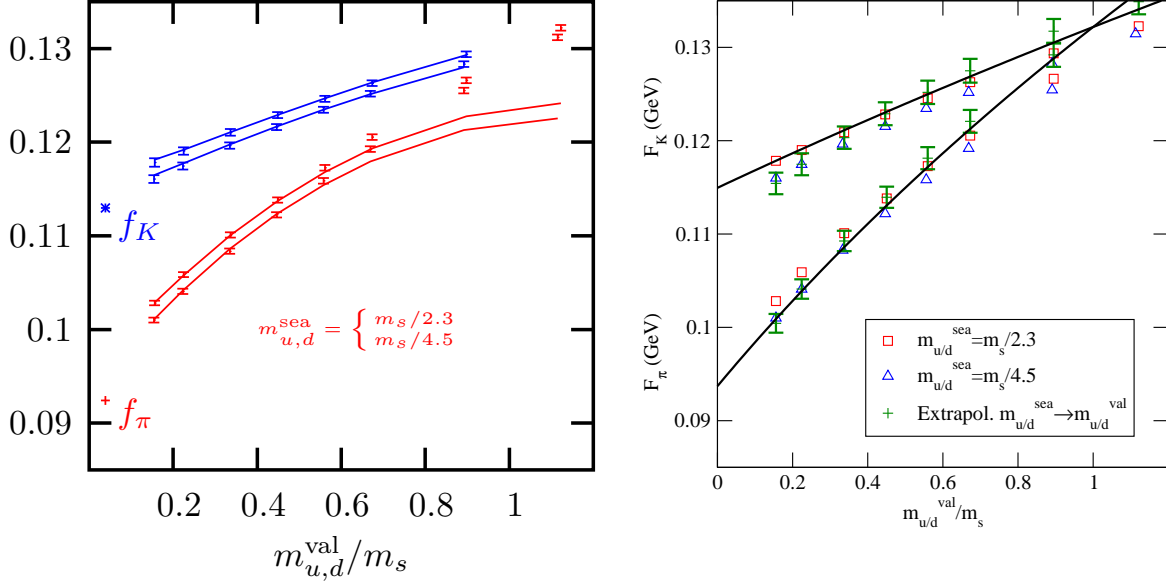 0.13
0.12
0.11
0.1
0.09
f_K
f_π
m_{u,d}^{sea} = { m_s/2.3
m_s/4.5
0.2 0.4 0.6 0.8 1
m_{u,d}^{val}/m_s
F_K (GeV)
F_π (GeV)
0.13
0.12
0.11
0.1
0.09
m_{u/d}^{sea}=m_s/2.3
m_{u/d}^{sea}=m_s/4.5
Extrapol. m_{u/d}^{sea}→m_{u/d}^{val}
0 0.2 0.4 0.6 0.8 1
m_{u/d}^{val}/m_s